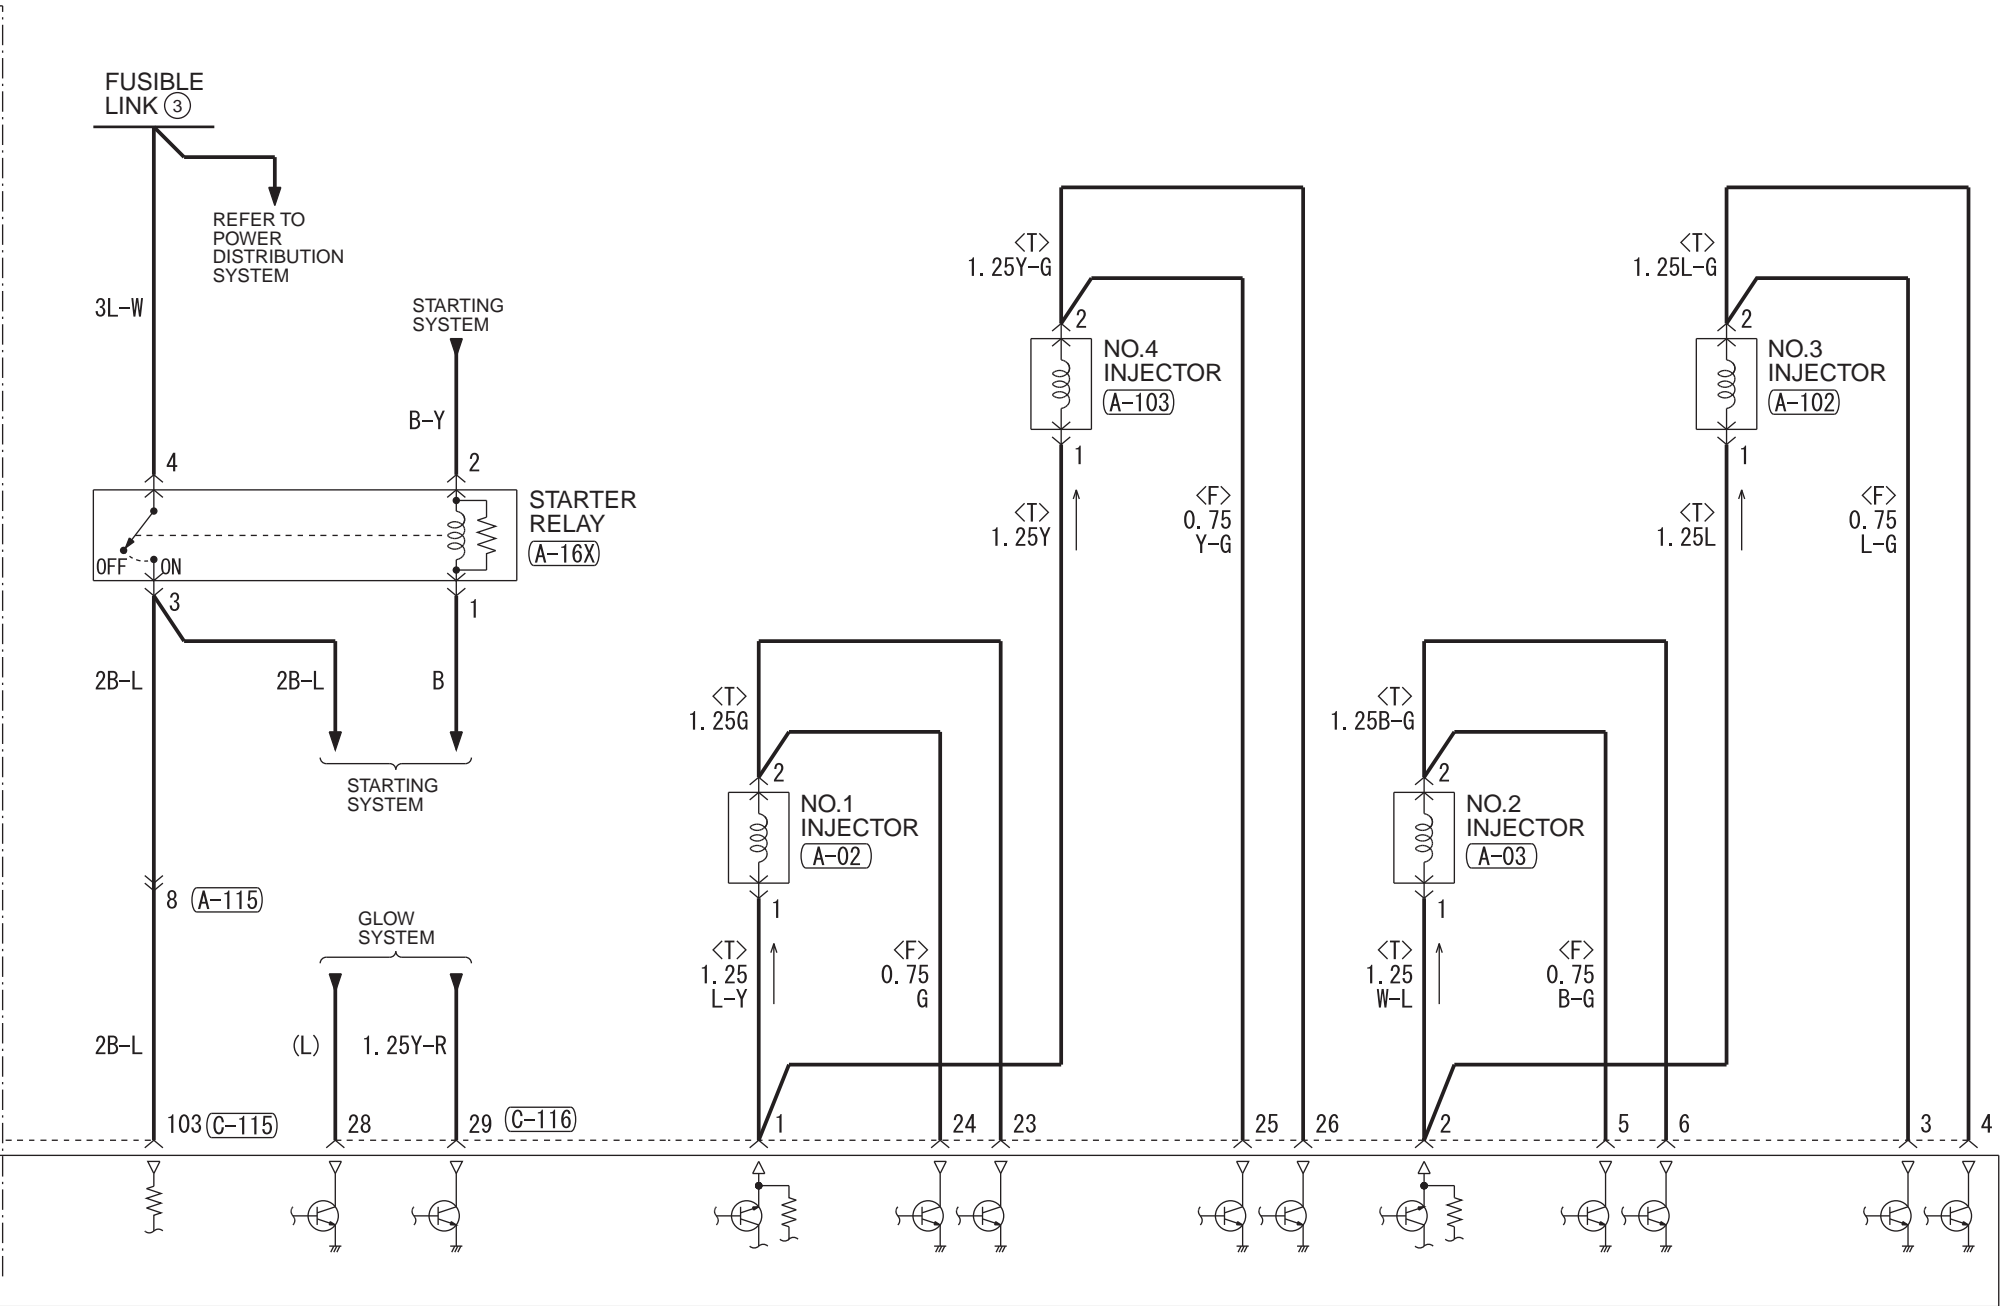 FUSIBLE
LINK 3
REFER TO
POWER
DISTRIBUTION
SYSTEM
3L-W
STARTING
SYSTEM
B-Y
4
2
STARTER
RELAY
A-16X
OFF
ON
3
1
2B-L
2B-L
B
STARTING
SYSTEM
8 A-115
GLOW
SYSTEM
2B-L
(L)
1.25Y-R
103 C-115
28
29 C-116
<T>
1.25G
2
NO.1
INJECTOR
A-02
1
<T>
1.25
L-Y
<F>
0.75
G
1
24
23
<T>
1.25Y-G
2
NO.4
INJECTOR
A-103
1
<T>
1.25Y
<F>
0.75
Y-G
25
26
<T>
1.25B-G
2
NO.2
INJECTOR
A-03
1
<T>
1.25
W-L
<F>
0.75
B-G
2
5
6
<T>
1.25L-G
2
NO.3
INJECTOR
A-102
1
<T>
1.25L
<F>
0.75
L-G
3
4